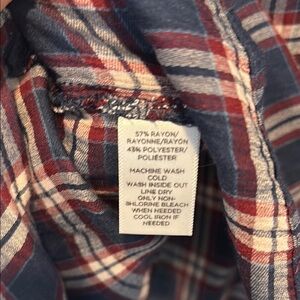 57% RAYON/
RAYONNE/RAYON
43% POLYESTER/
POLIÉSTER
MACHINE WASH
COLD
WASH INSIDE OUT
LINE DRY
ONLY NON-
CHLORINE BLEACH
WHEN NEEDED
COOL IRON IF
NEEDED